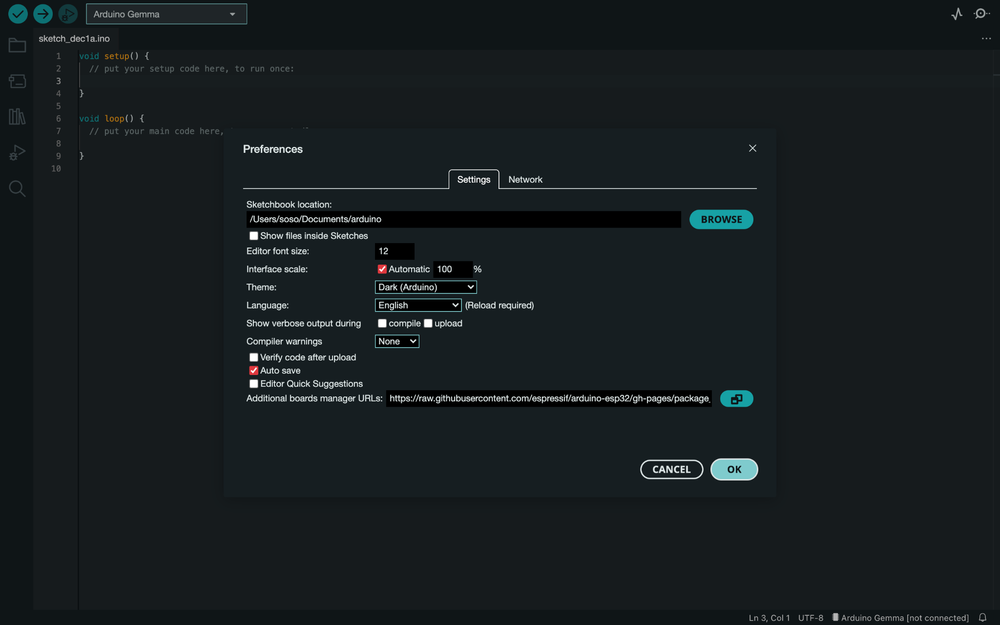 Arduino Gemma
sketch_dec1a.ino
1 void setup() {
2 // put your setup code here, to run once:
3
4 }
5
6 void loop() {
7 // put your main code here,
8
9 }
10
Preferences
Settings Network
Sketchbook location:
/Users/soso/Documents/arduino BROWSE
Show files inside Sketches
Editor font size: 12
Interface scale: Automatic 100 %
Theme: Dark (Arduino)
Language: English (Reload required)
Show verbose output during compile upload
Compiler warnings None
Verify code after upload
Auto save
Editor Quick Suggestions
Additional boards manager URLs: https://raw.githubusercontent.com/espressif/arduino-esp32/gh-pages/package_
CANCEL OK
Ln 3, Col 1 UTF-8 Arduino Gemma [not connected]